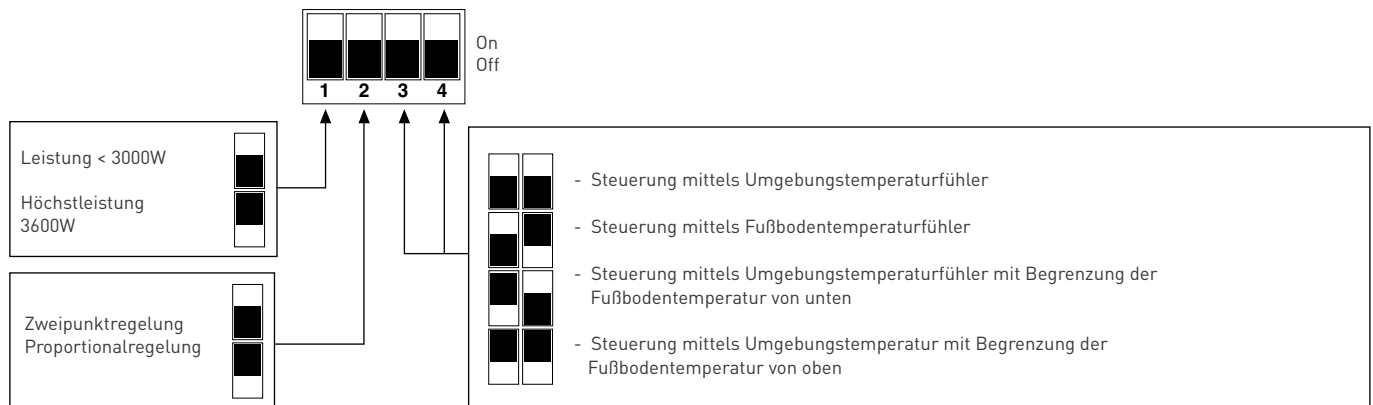 On
Off
1 2 3 4
Leistung < 3000W
Höchstleistung
3600W
Zweipunktregelung
Proportionalregelung
- Steuerung mittels Umgebungstemperaturfühler
- Steuerung mittels Fußbodentemperaturfühler
- Steuerung mittels Umgebungstemperaturfühler mit Begrenzung der
Fußbodentemperatur von unten
- Steuerung mittels Umgebungstemperatur mit Begrenzung der
Fußbodentemperatur von oben